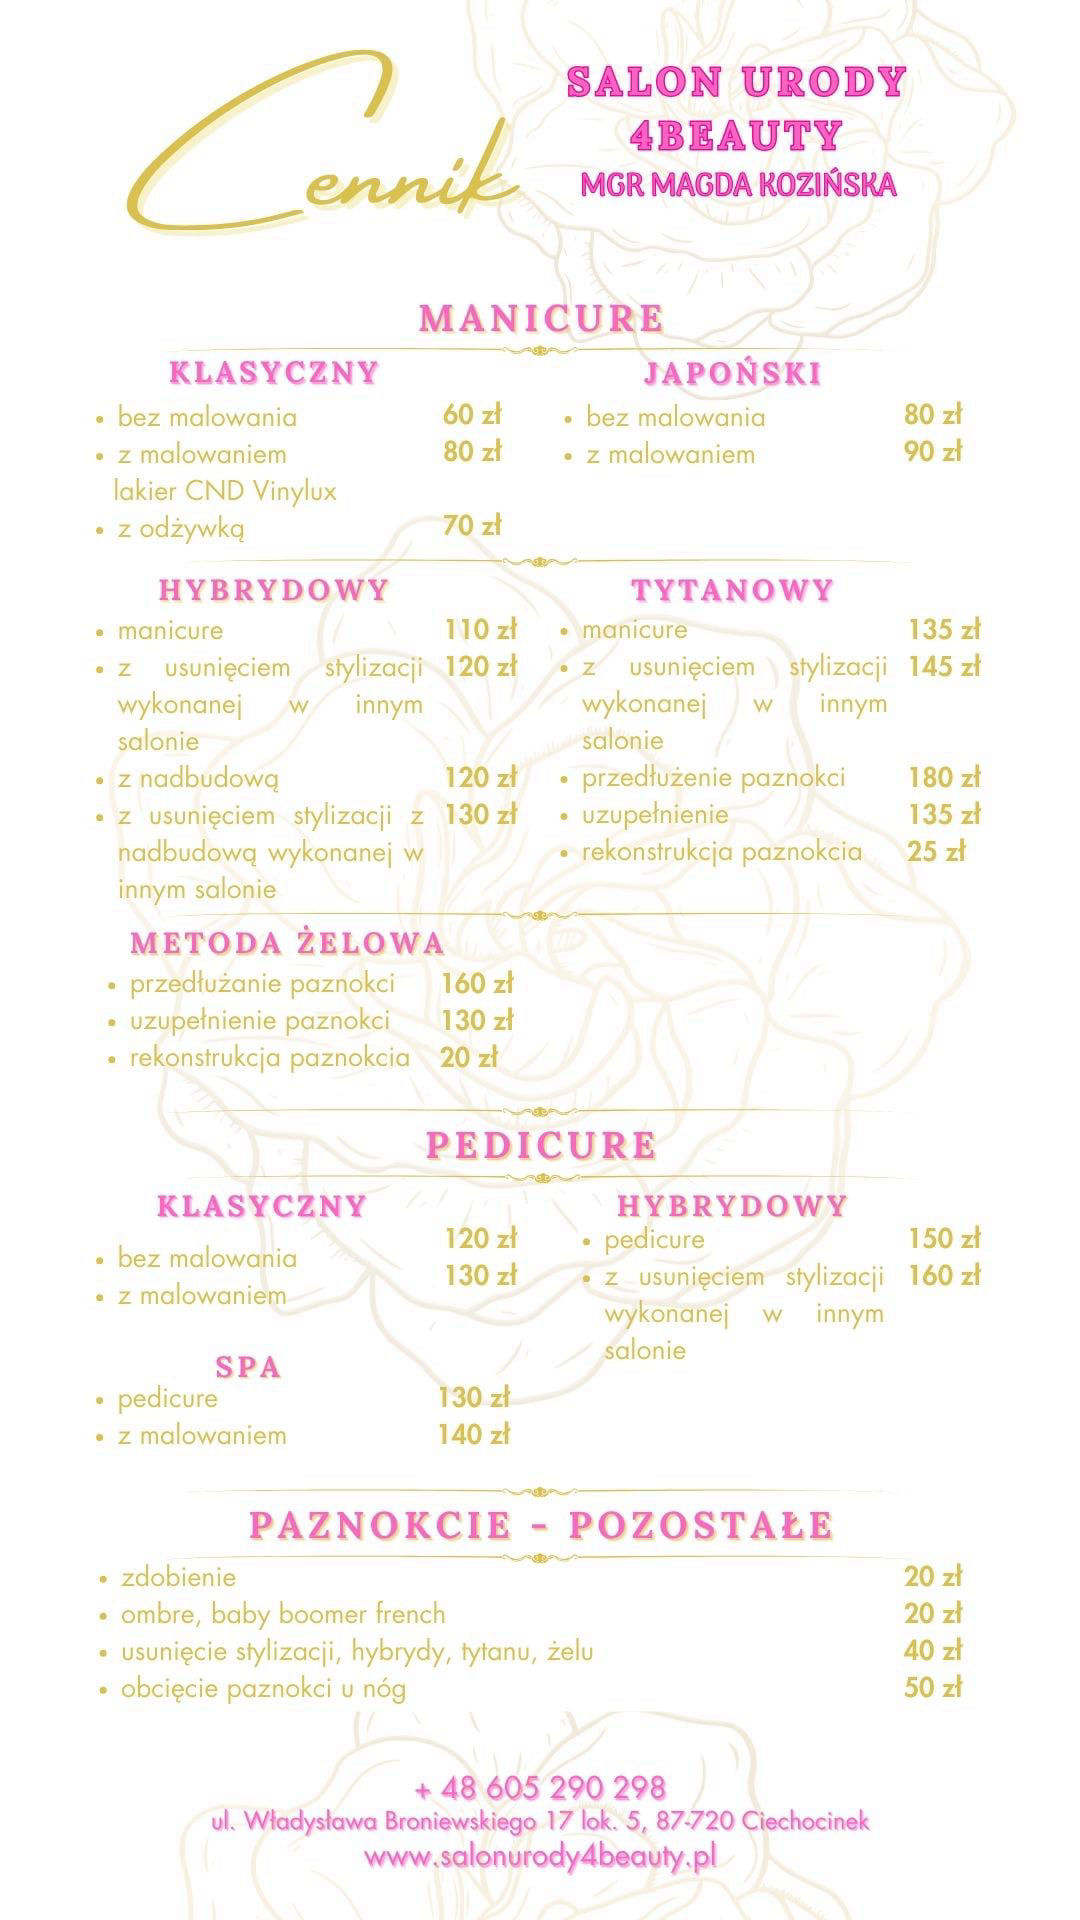 Cennik
SALON URODY
4BEAUTY
MGR MAGDA KOZIŃSKA
MANICURE
KLASYCZNY
• bez malowania 60 zł
• z malowaniem 80 zł
lakier CND Vinylux
• z odżywką 70 zł
JAPOŃSKI
• bez malowania 80 zł
• z malowaniem 90 zł
HYBRYDOWY
• manicure 110 zł
• z usunięciem stylizacji 120 zł
wykonanej w innym
salonie
• z nadbudową 120 zł
• z usunięciem stylizacji z 130 zł
nadbudową wykonanej w
innym salonie
TYTANOWY
• manicure 135 zł
• z usunięciem stylizacji 145 zł
wykonanej w innym
salonie
• przedłużenie paznokci 180 zł
• uzupełnienie 135 zł
• rekonstrukcja paznokcia 25 zł
METODA ŻELOWA
• przedłużanie paznokci 160 zł
• uzupełnienie paznokci 130 zł
• rekonstrukcja paznokcia 20 zł
PEDICURE
KLASYCZNY
• bez malowania 120 zł
• z malowaniem 130 zł
HYBRYDOWY
• pedicure 150 zł
• z usunięciem stylizacji 160 zł
wykonanej w innym
salonie
SPA
• pedicure 130 zł
• z malowaniem 140 zł
PAZNOKCIE - POZOSTAŁE
• zdobienie 20 zł
• ombre, baby boomer french 20 zł
• usunięcie stylizacji, hybrydy, tytanu, żelu 40 zł
• obcięcie paznokci u nóg 50 zł
+ 48 605 290 298
ul. Władysława Broniewskiego 17 lok. 5, 87-720 Ciechocinek
www.salonurody4beauty.pl